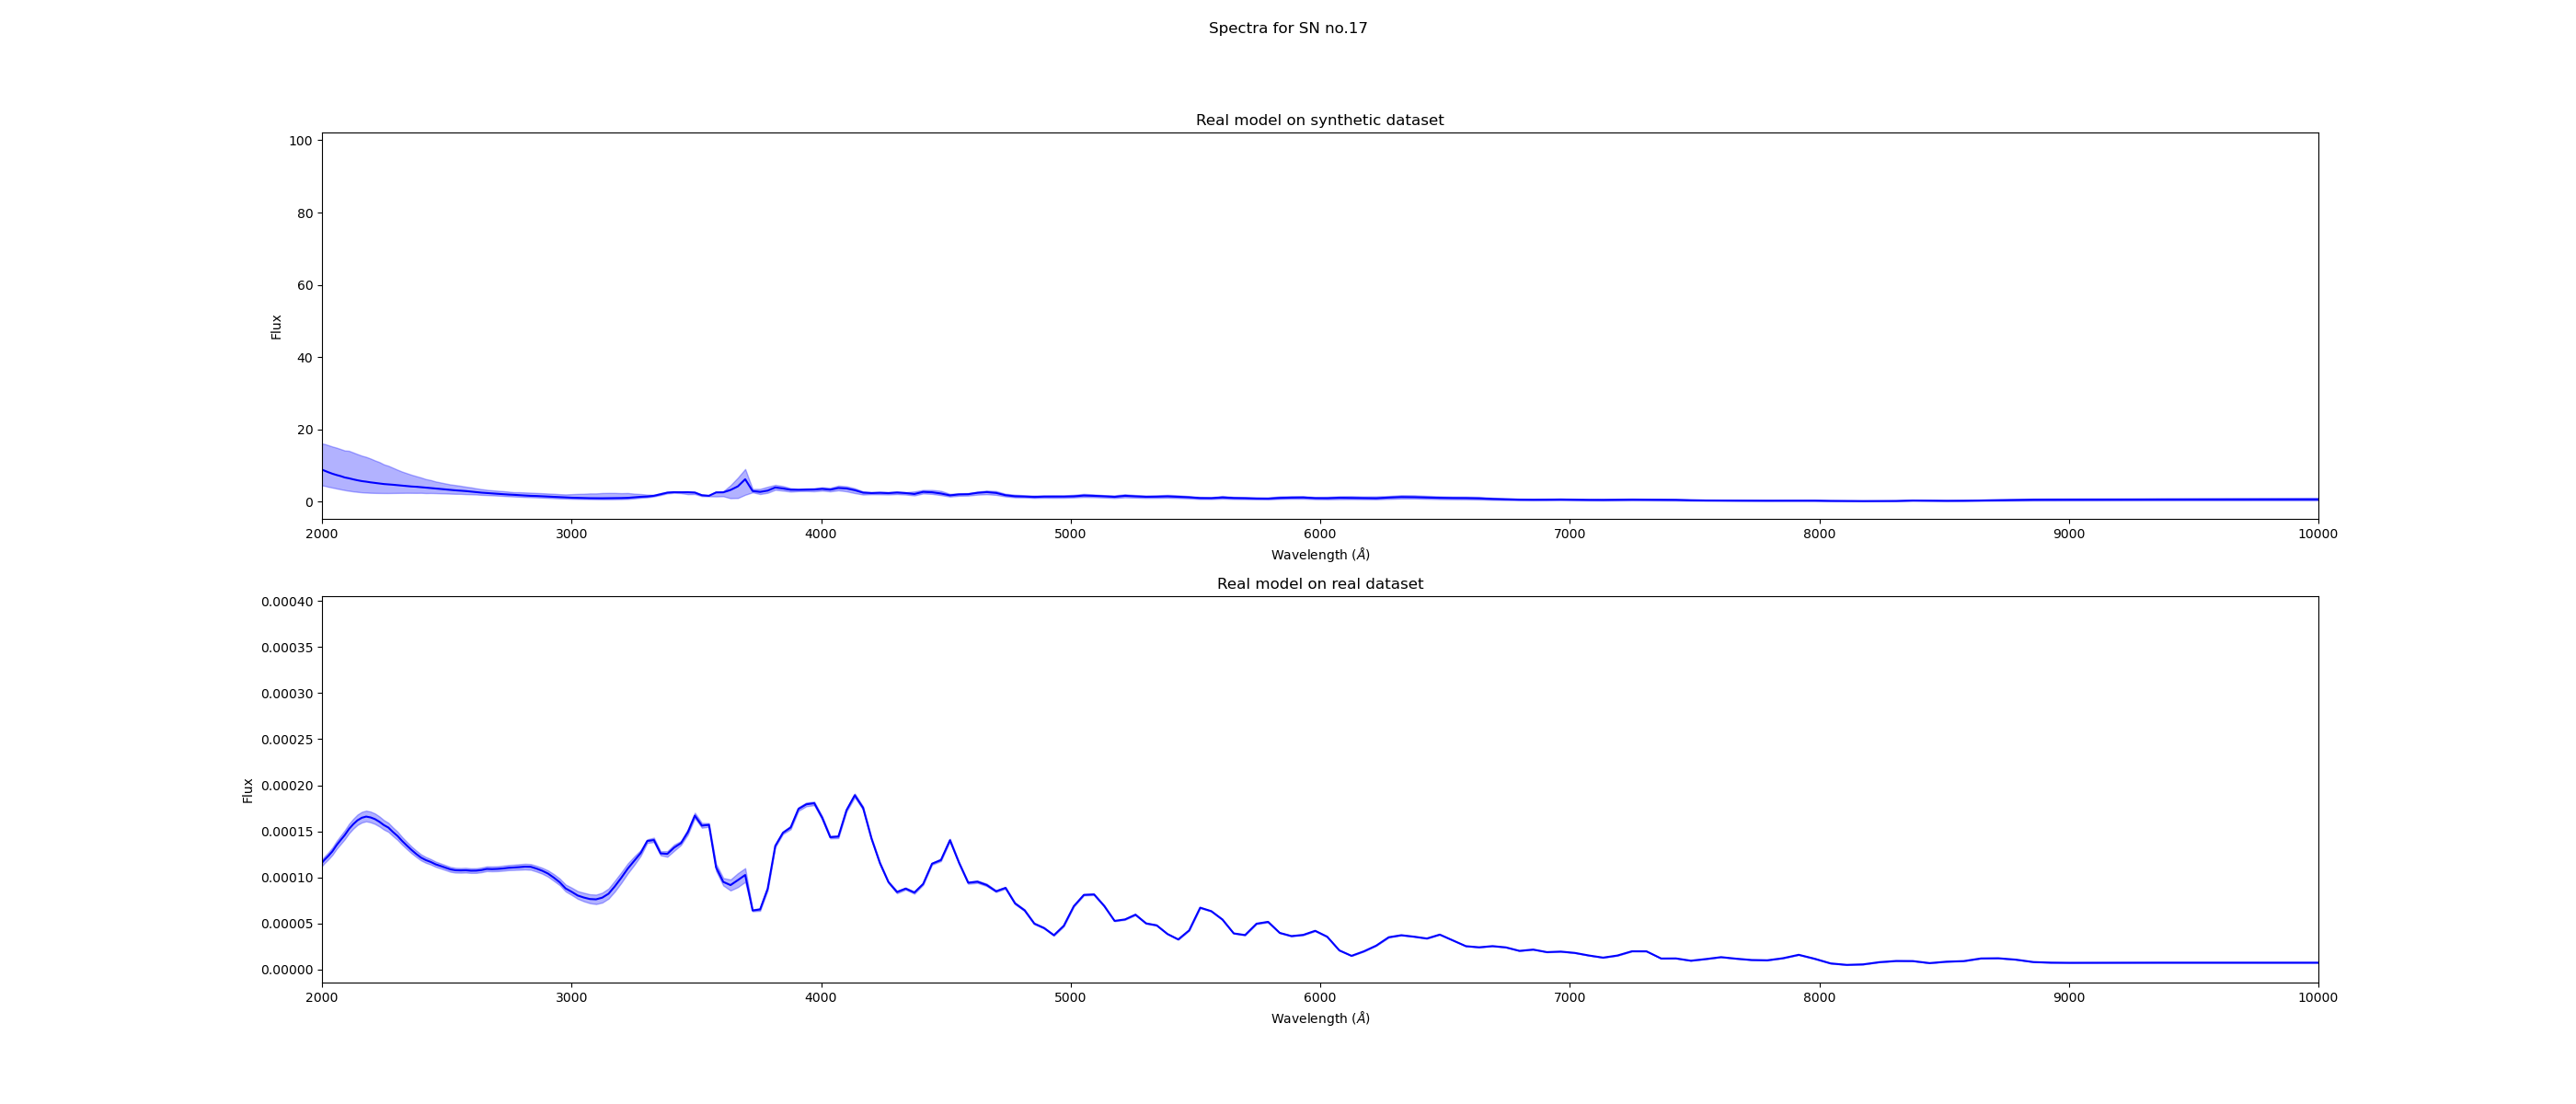 Spectra for SN no.17
Real model on synthetic dataset
100
80
60
40
20
0
Flux
2000 3000 4000 5000 6000 7000 8000 9000 10000
Wavelength (Å)
Real model on real dataset
0.00040
0.00035
0.00030
0.00025
0.00020
0.00015
0.00010
0.00005
0.00000
Flux
2000 3000 4000 5000 6000 7000 8000 9000 10000
Wavelength (Å)